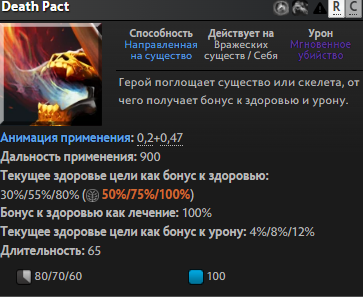 Death Pact
R C
Способность Действует на Урон
Направленная Вражеских Мгновенное
на существо существ / Себя убийство
Герой поглощает существо или скелета, от
чего получает бонус к здоровью и урону.
Анимация применения: 0,2+0,47
Дальность применения: 900
Текущее здоровье цели как бонус к здоровью:
30%/55%/80% (50%/75%/100%)
Бонус к здоровью как лечение: 100%
Текущее здоровье цели как бонус к урону: 4%/8%/12%
Длительность: 65
80/70/60 100